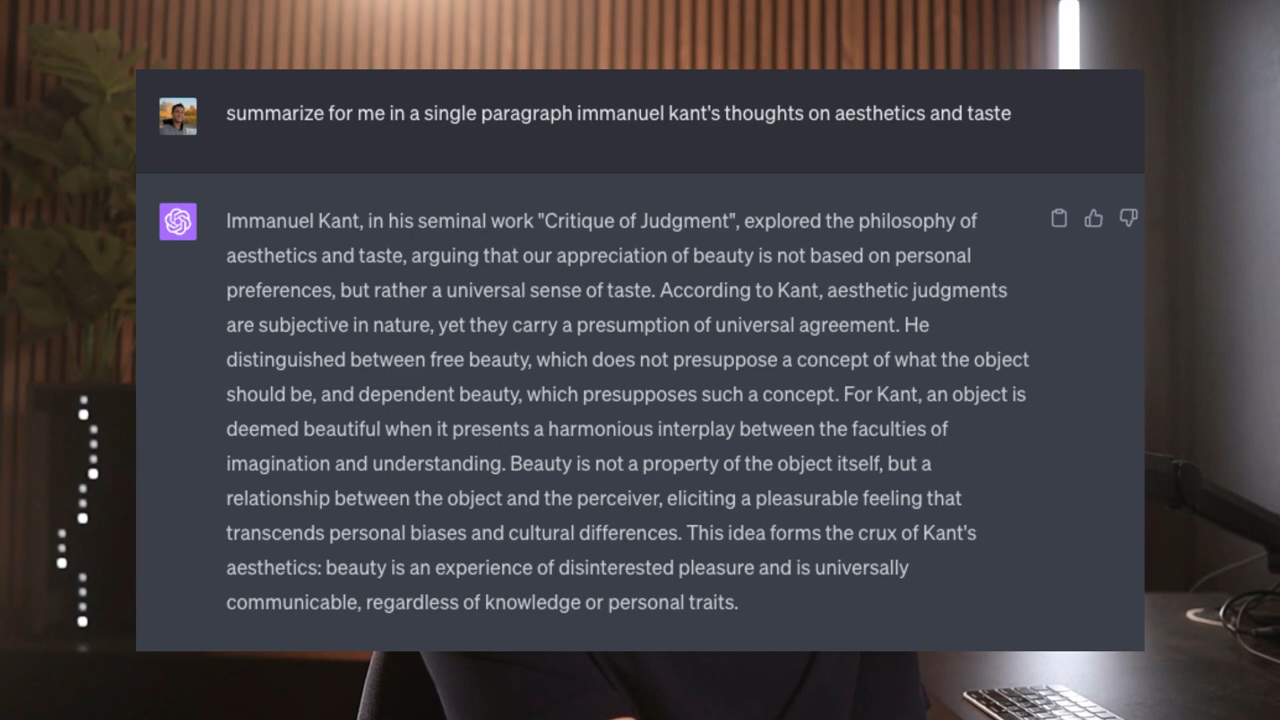 summarize for me in a single paragraph immanuel kant's thoughts on aesthetics and taste
Immanuel Kant, in his seminal work "Critique of Judgment", explored the philosophy of
aesthetics and taste, arguing that our appreciation of beauty is not based on personal
preferences, but rather a universal sense of taste. According to Kant, aesthetic judgments
are subjective in nature, yet they carry a presumption of universal agreement. He
distinguished between free beauty, which does not presuppose a concept of what the object
should be, and dependent beauty, which presupposes such a concept. For Kant, an object is
deemed beautiful when it presents a harmonious interplay between the faculties of
imagination and understanding. Beauty is not a property of the object itself, but a
relationship between the object and the perceiver, eliciting a pleasurable feeling that
transcends personal biases and cultural differences. This idea forms the crux of Kant's
aesthetics: beauty is an experience of disinterested pleasure and is universally
communicable, regardless of knowledge or personal traits.